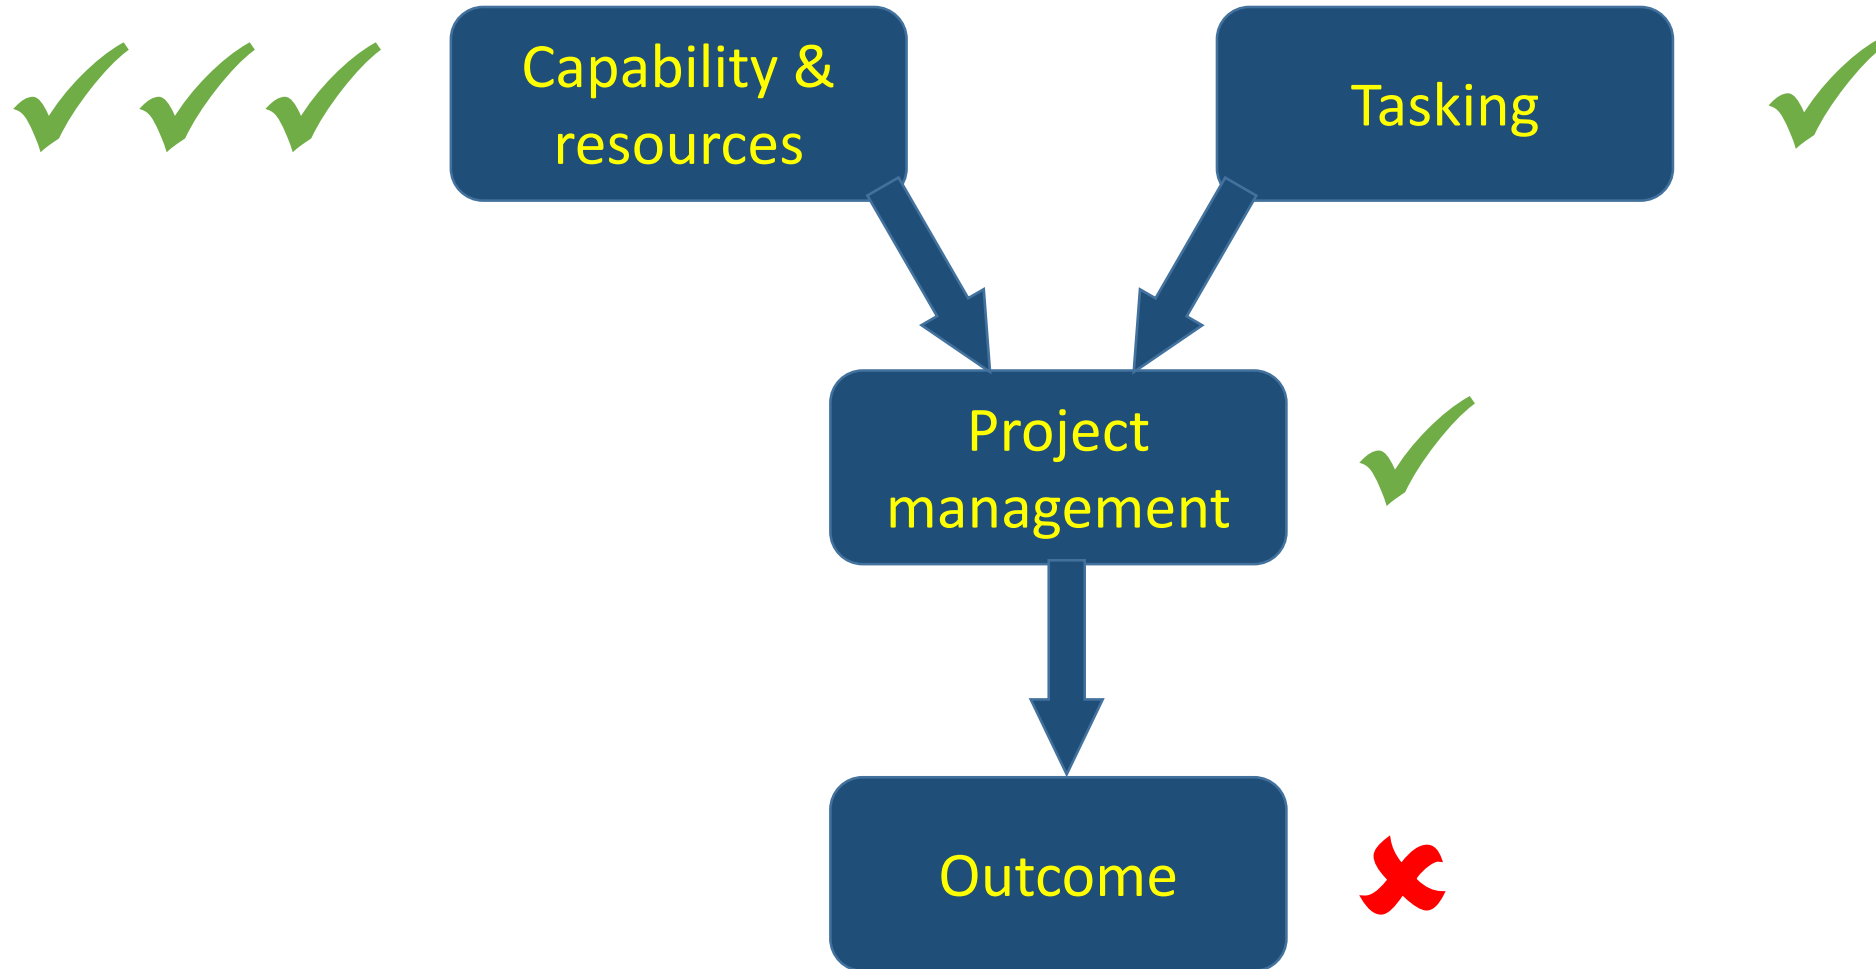 Capability &
resources
Tasking
Project
management
Outcome